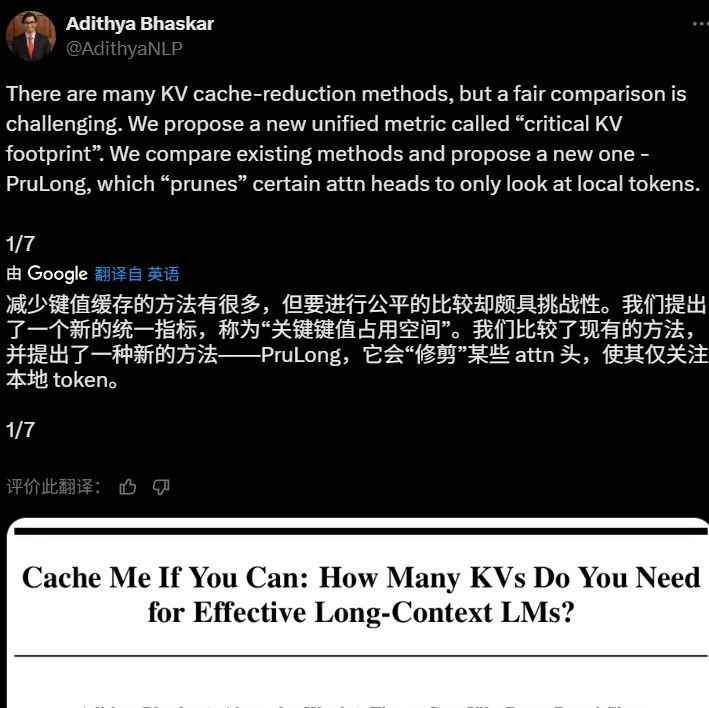 Adithya Bhaskar
@AdithyaNLP
There are many KV cache-reduction methods, but a fair comparison is
challenging. We propose a new unified metric called “critical KV
footprint”. We compare existing methods and propose a new one -
PruLong, which “prunes” certain attn heads to only look at local tokens.
1/7
由 Google 翻译自 英语
减少键值缓存的方法有很多，但要进行公平的比较却颇具挑战性。我们提出
了一个新的统一指标，称为“关键键值占用空间”。我们比较了现有的方法，
并提出了一种新的方法——PruLong，它会“修剪”某些 attn 头，使其仅关注
本地 token。
1/7
评价此翻译：
Cache Me If You Can: How Many KVs Do You Need
for Effective Long-Context LMs?